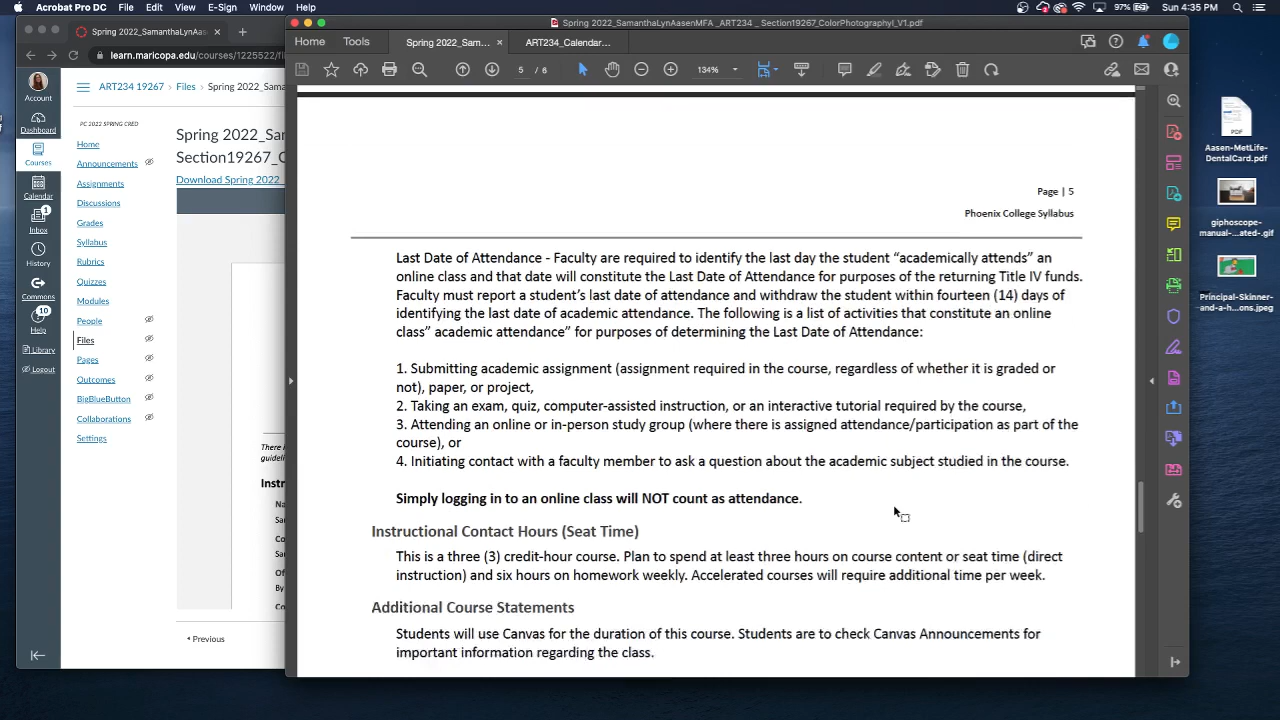 Acrobat Pro DC File Edit View E-Sign Window Help 97% Sun 4:35 PM
Spring 2022_SamanthaLynAas
learn.maricopa.edu/courses/1225522/fi
Spring 2022_SamanthaLynAasenMFA _ART234 _ Section19267_ColorPhotographyI_V1.pdf
Home Tools Spring 2022_Sam... × ART234_Calendar...
5 / 6 134%
Account
Dashboard
Courses
Calendar
1
Inbox
History
Commons
10
Help
Library
Logout
ART234 19267 Files Spring 2022_Sa
PC 2022 SPRING CRED
Home
Announcements
Assignments
Discussions
Grades
Syllabus
Rubrics
Quizzes
Modules
People
Files
Pages
Outcomes
BigBlueButton
Collaborations
Settings
Spring 2022_Sa
Section19267_C
Download Spring 2022_
There i
guideli
Instr
Na
Sar
Co
Sar
Of
By
Co
Previous
Page | 5
Phoenix College Syllabus
Last Date of Attendance - Faculty are required to identify the last day the student “academically attends” an
online class and that date will constitute the Last Date of Attendance for purposes of the returning Title IV funds.
Faculty must report a student’s last date of attendance and withdraw the student within fourteen (14) days of
identifying the last date of academic attendance. The following is a list of activities that constitute an online
class” academic attendance” for purposes of determining the Last Date of Attendance:
1. Submitting academic assignment (assignment required in the course, regardless of whether it is graded or
not), paper, or project,
2. Taking an exam, quiz, computer-assisted instruction, or an interactive tutorial required by the course,
3. Attending an online or in-person study group (where there is assigned attendance/participation as part of the
course), or
4. Initiating contact with a faculty member to ask a question about the academic subject studied in the course.
Simply logging in to an online class will NOT count as attendance.
Instructional Contact Hours (Seat Time)
This is a three (3) credit-hour course. Plan to spend at least three hours on course content or seat time (direct
instruction) and six hours on homework weekly. Accelerated courses will require additional time per week.
Additional Course Statements
Students will use Canvas for the duration of this course. Students are to check Canvas Announcements for
important information regarding the class.
PDF
Aasen-MetLife-
DentalCard.pdf
giphoscope-
manual-...ated-.gif
Principal-Skinner-
and-a-h...ons.jpeg